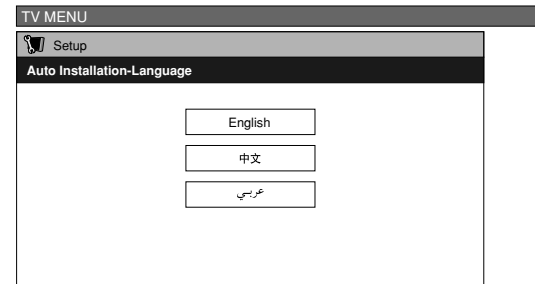 TV MENU
Setup
Auto Installation-Language
English
中文
عربي